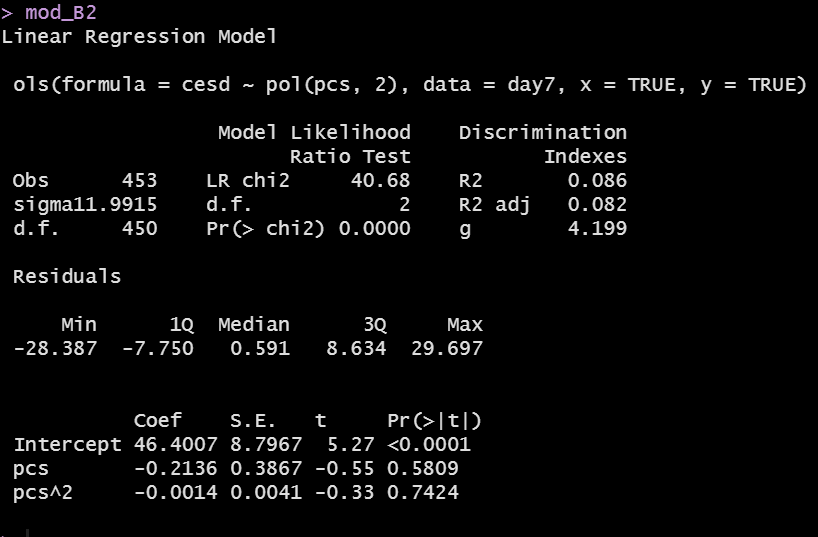 > mod_B2
Linear Regression Model

 ols(formula = cesd ~ pol(pcs, 2), data = day7, x = TRUE, y = TRUE)

                  Model Likelihood    Discrimination
                        Ratio Test           Indexes
 Obs      453    LR chi2     40.68    R2       0.086
 sigma11.9915    d.f.            2    R2 adj   0.082
 d.f.     450    Pr(> chi2) 0.0000    g        4.199

 Residuals

     Min      1Q  Median      3Q     Max
 -28.387  -7.750   0.591   8.634  29.697


           Coef    S.E.   t     Pr(>|t|)
 Intercept 46.4007 8.7967  5.27 <0.0001
 pcs       -0.2136 0.3867 -0.55 0.5809
 pcs^2     -0.0014 0.0041 -0.33 0.7424